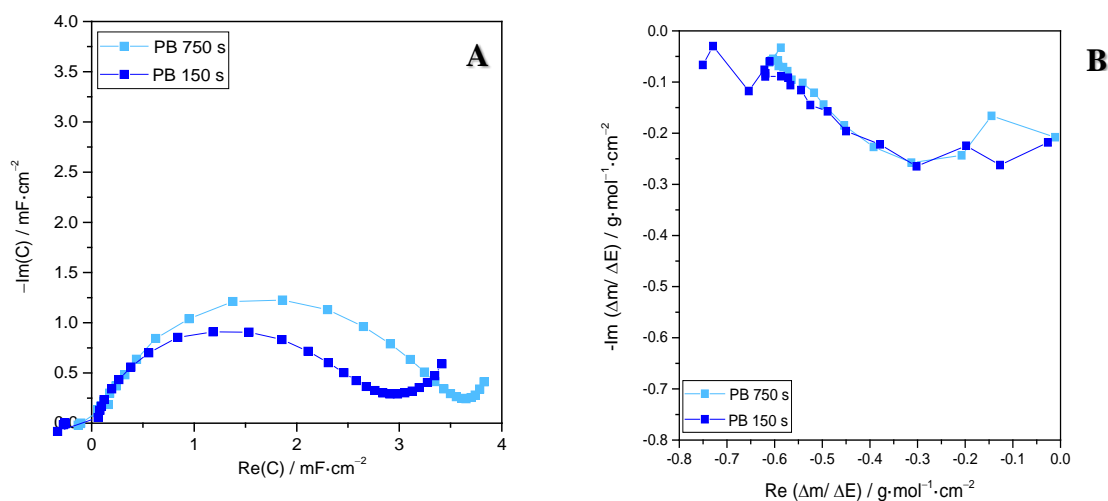 A
PB 750 s
PB 150 s
4.0
3.5
3.0
2.5
2.0
1.5
1.0
0.5
0.0
−Im(C) / mF·cm⁻²
0 1 2 3 4
Re(C) / mF·cm⁻²
B
0.0
-0.1
-0.2
-0.3
-0.4
-0.5
-0.6
-0.7
-0.8
-Im (Δm/ ΔE) / g·mol⁻¹·cm⁻²
PB 750 s
PB 150 s
-0.8 -0.7 -0.6 -0.5 -0.4 -0.3 -0.2 -0.1 0.0
Re (Δm/ ΔE) / g·mol⁻¹·cm⁻²